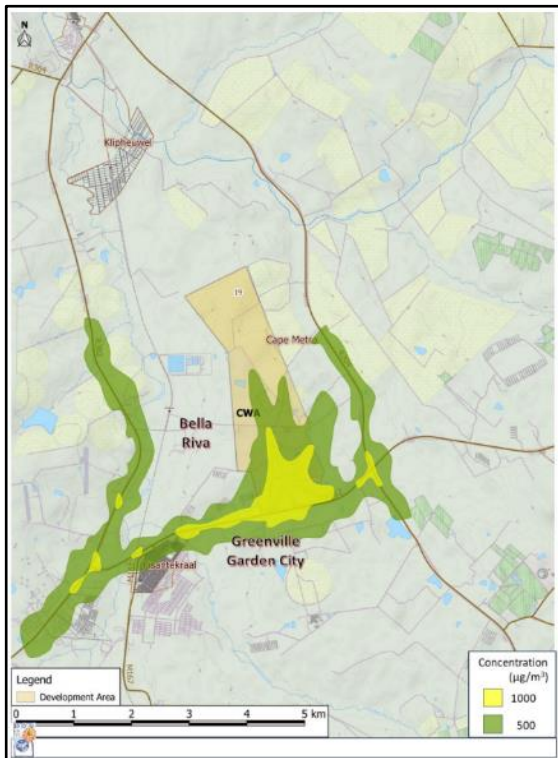 N
Klipheuwel
19
Cape Metro
CWA
Bella
Riva
Greenville
Garden City
M167
Legend
Development Area
0 1 2 3 4 5 km
Concentration
(µg/m³)
1000
500